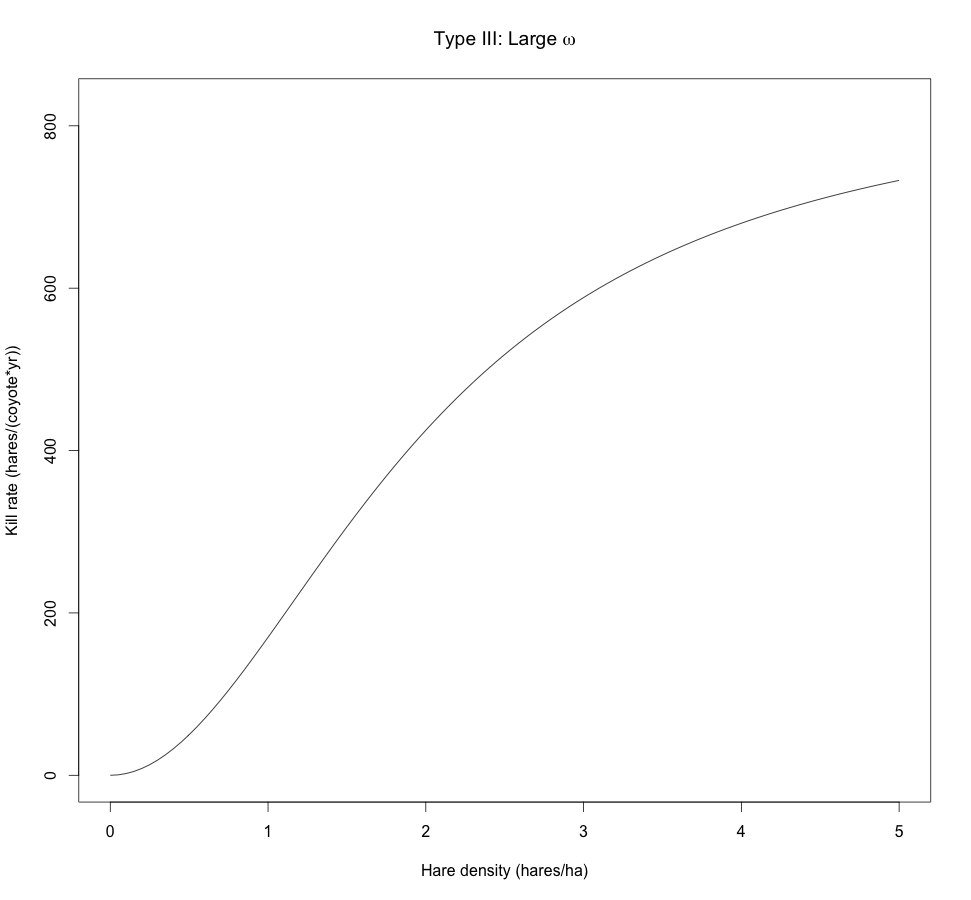 Type III: Large ω
800
600
400
200
0
Kill rate (hares/(coyote*yr))
0 1 2 3 4 5
Hare density (hares/ha)